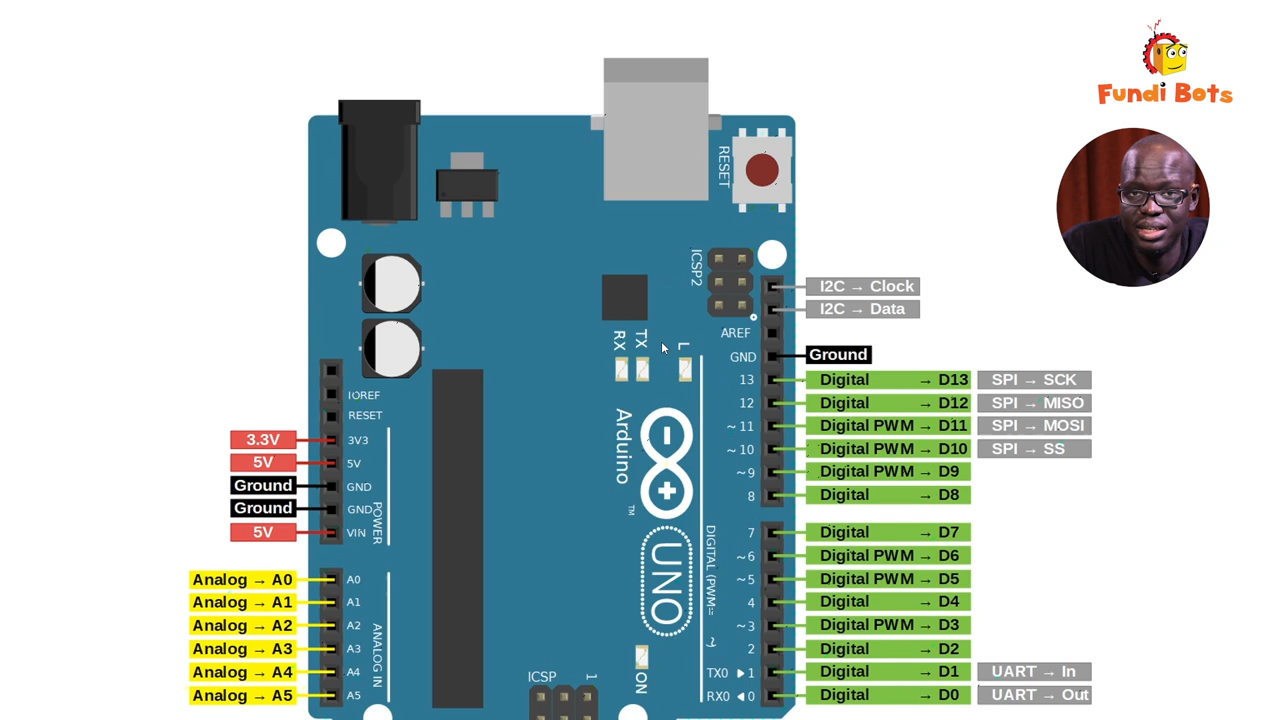 Fundi Bots
RESET
ICSP2
I2C → Clock
I2C → Data
AREF
GND
Ground
RX
TX
L
13
Digital → D13
SPI → SCK
12
Digital → D12
SPI → MISO
~ 11
Digital PWM → D11
SPI → MOSI
~ 10
Digital PWM → D10
SPI → SS
~ 9
Digital PWM → D9
8
Digital → D8
7
Digital → D7
~ 6
Digital PWM → D6
~ 5
Digital PWM → D5
4
Digital → D4
~ 3
Digital PWM → D3
2
Digital → D2
TX0 ▶ 1
Digital → D1
UART → In
RX0 ◀ 0
Digital → D0
UART → Out
DIGITAL (PWM= ~)
Arduino
TM
UNO
ON
ICSP
1
IOREF
RESET
3.3V
3V3
5V
5V
Ground
GND
Ground
GND
5V
VIN
POWER
Analog → A0
A0
Analog → A1
A1
Analog → A2
A2
Analog → A3
A3
Analog → A4
A4
Analog → A5
A5
ANALOG IN